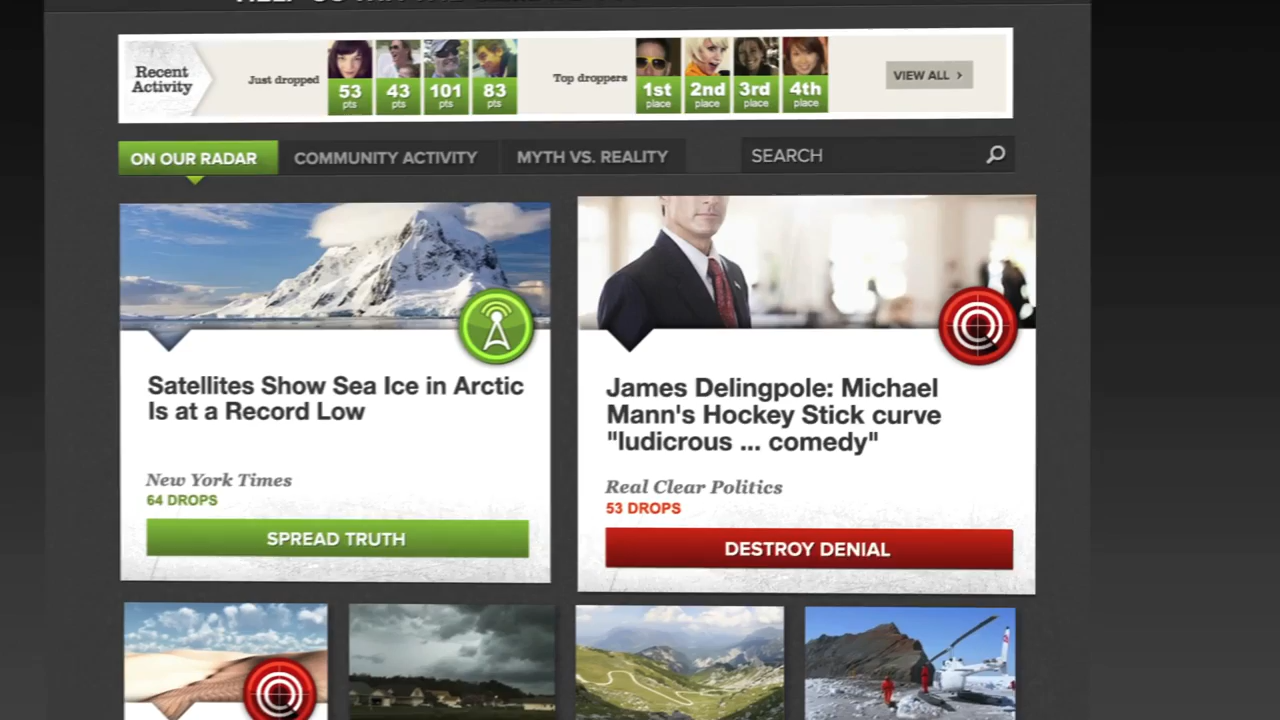 Recent
Activity
Just dropped
53
pts
43
pts
101
pts
83
pts
Top droppers
1st
place
2nd
place
3rd
place
4th
place
VIEW ALL >
ON OUR RADAR
COMMUNITY ACTIVITY
MYTH VS. REALITY
SEARCH
Satellites Show Sea Ice in Arctic
Is at a Record Low
New York Times
64 DROPS
SPREAD TRUTH
James Delingpole: Michael
Mann's Hockey Stick curve
"ludicrous ... comedy"
Real Clear Politics
53 DROPS
DESTROY DENIAL